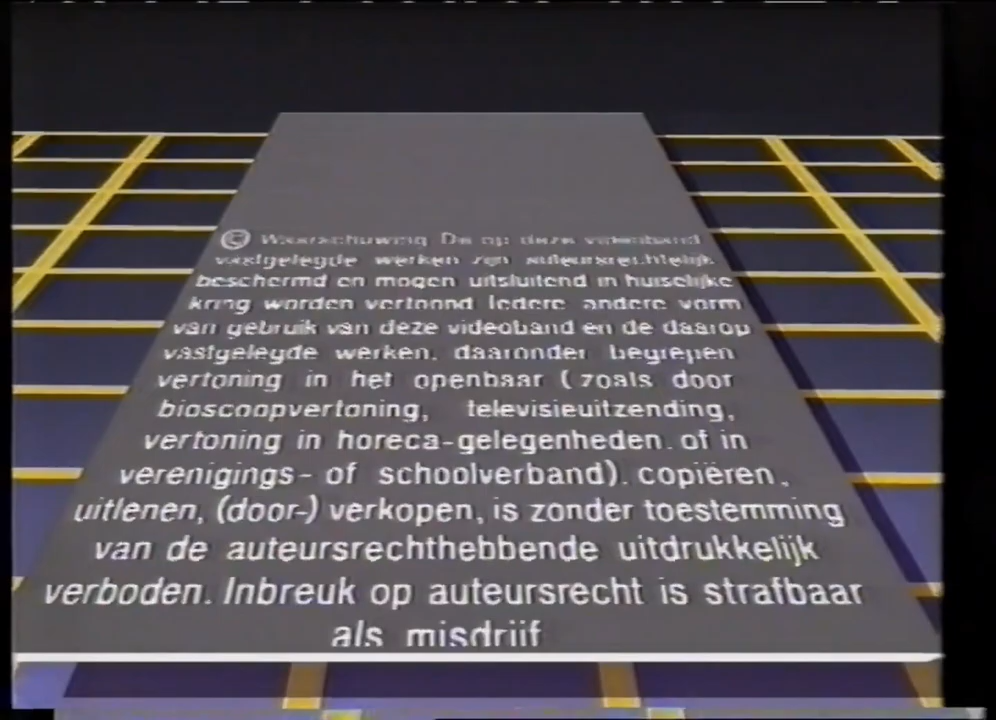 © Waarschuwing De op deze videoband
vastgelegde werken zijn auteursrechtelijk
beschermd en mogen uitsluitend in huiselijke
kring worden vertoond Iedere andere vorm
van gebruik van deze videoband en de daarop
vastgelegde werken, daaronder begrepen
vertoning in het openbaar (zoals door
bioscoopvertoning, televisieuitzending,
vertoning in horeca-gelegenheden. of in
verenigings- of schoolverband). copiëren,
uitlenen, (door-) verkopen, is zonder toestemming
van de auteursrechthebbende uitdrukkelijk
verboden. Inbreuk op auteursrecht is strafbaar
als misdrijf